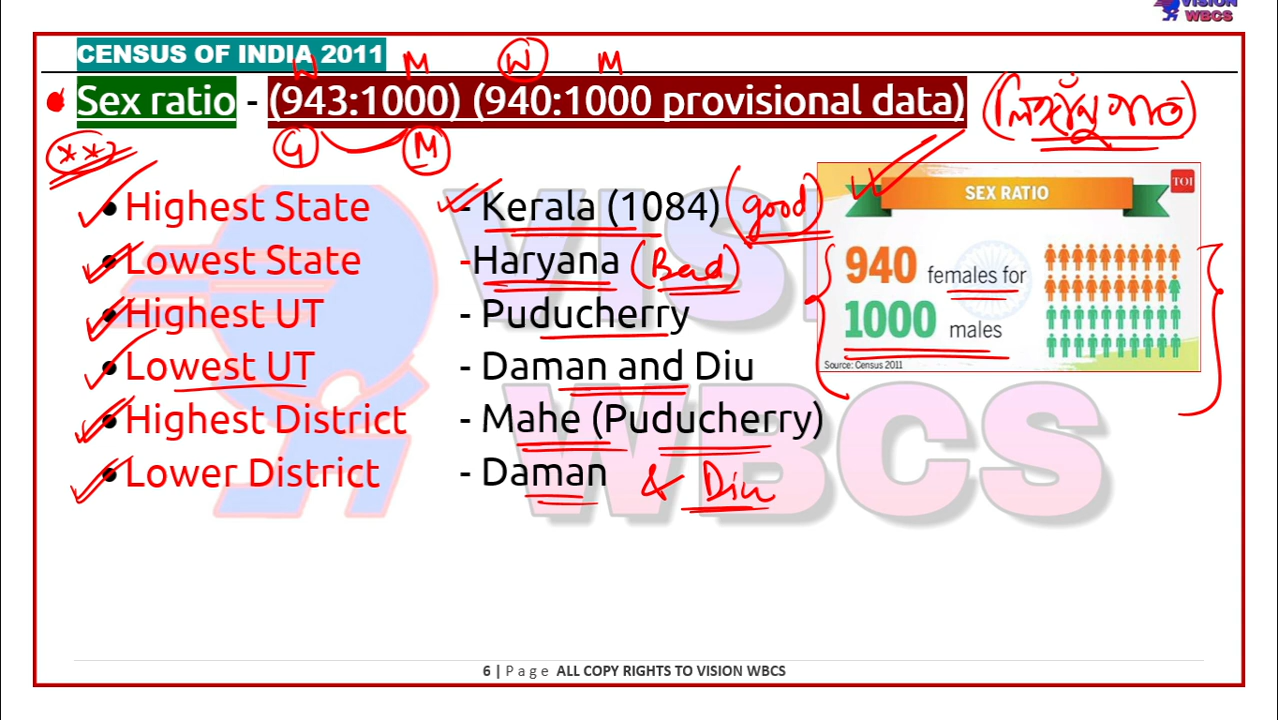 VISION
WBCS
CENSUS OF INDIA 2011
W M W M
Sex ratio - (943:1000) (940:1000 provisional data) (লিঙ্গানুপাত)
** G M
• Highest State - Kerala (1084) (good)
• Lowest State -Haryana (Bad)
• Highest UT - Puducherry
• Lowest UT - Daman and Diu
• Highest District - Mahe (Puducherry)
• Lower District - Daman & Diu
SEX RATIO
TOI
940 females for
1000 males
Source: Census 2011
VISI
WBCS
6 | Page ALL COPY RIGHTS TO VISION WBCS